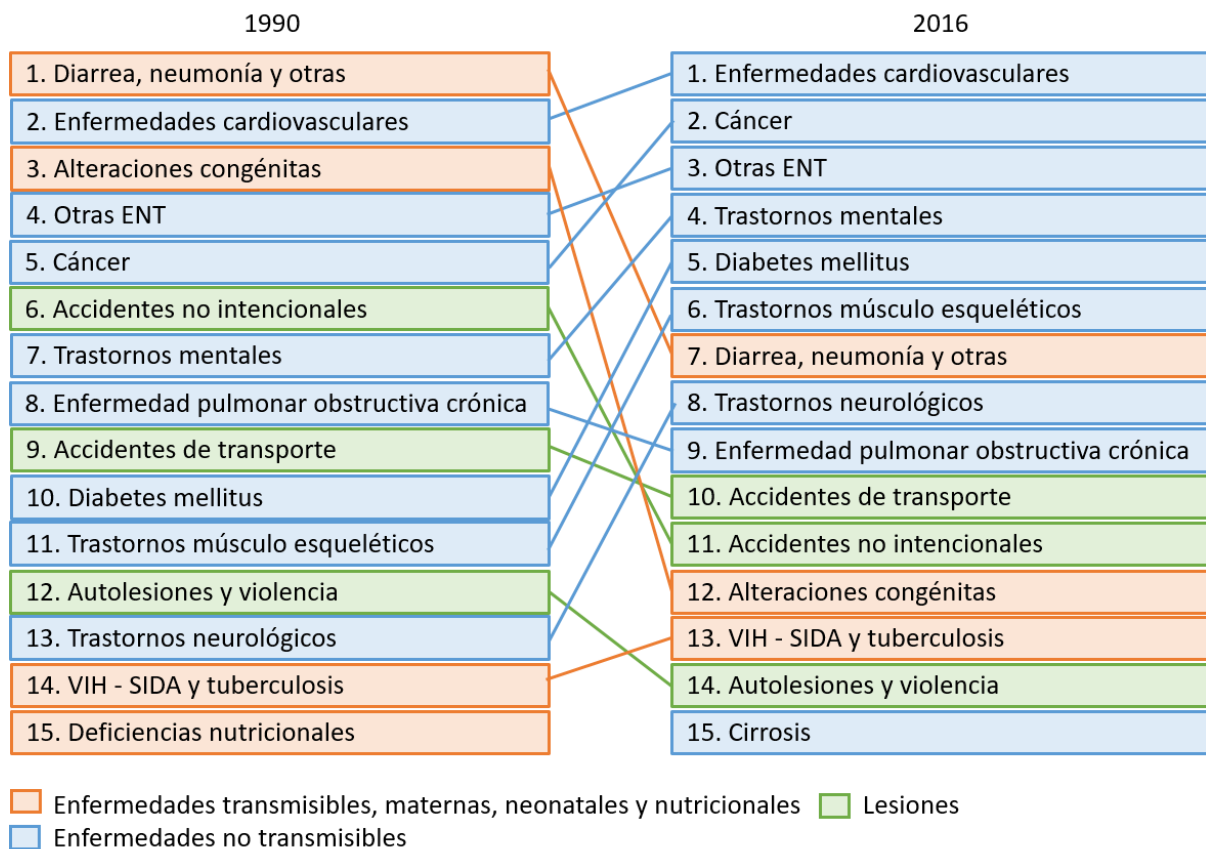 1990
1. Diarrea, neumonía y otras
2. Enfermedades cardiovasculares
3. Alteraciones congénitas
4. Otras ENT
5. Cáncer
6. Accidentes no intencionales
7. Trastornos mentales
8. Enfermedad pulmonar obstructiva crónica
9. Accidentes de transporte
10. Diabetes mellitus
11. Trastornos músculo esqueléticos
12. Autolesiones y violencia
13. Trastornos neurológicos
14. VIH - SIDA y tuberculosis
15. Deficiencias nutricionales
2016
1. Enfermedades cardiovasculares
2. Cáncer
3. Otras ENT
4. Trastornos mentales
5. Diabetes mellitus
6. Trastornos músculo esqueléticos
7. Diarrea, neumonía y otras
8. Trastornos neurológicos
9. Enfermedad pulmonar obstructiva crónica
10. Accidentes de transporte
11. Accidentes no intencionales
12. Alteraciones congénitas
13. VIH - SIDA y tuberculosis
14. Autolesiones y violencia
15. Cirrosis
Enfermedades transmisibles, maternas, neonatales y nutricionales
Lesiones
Enfermedades no transmisibles